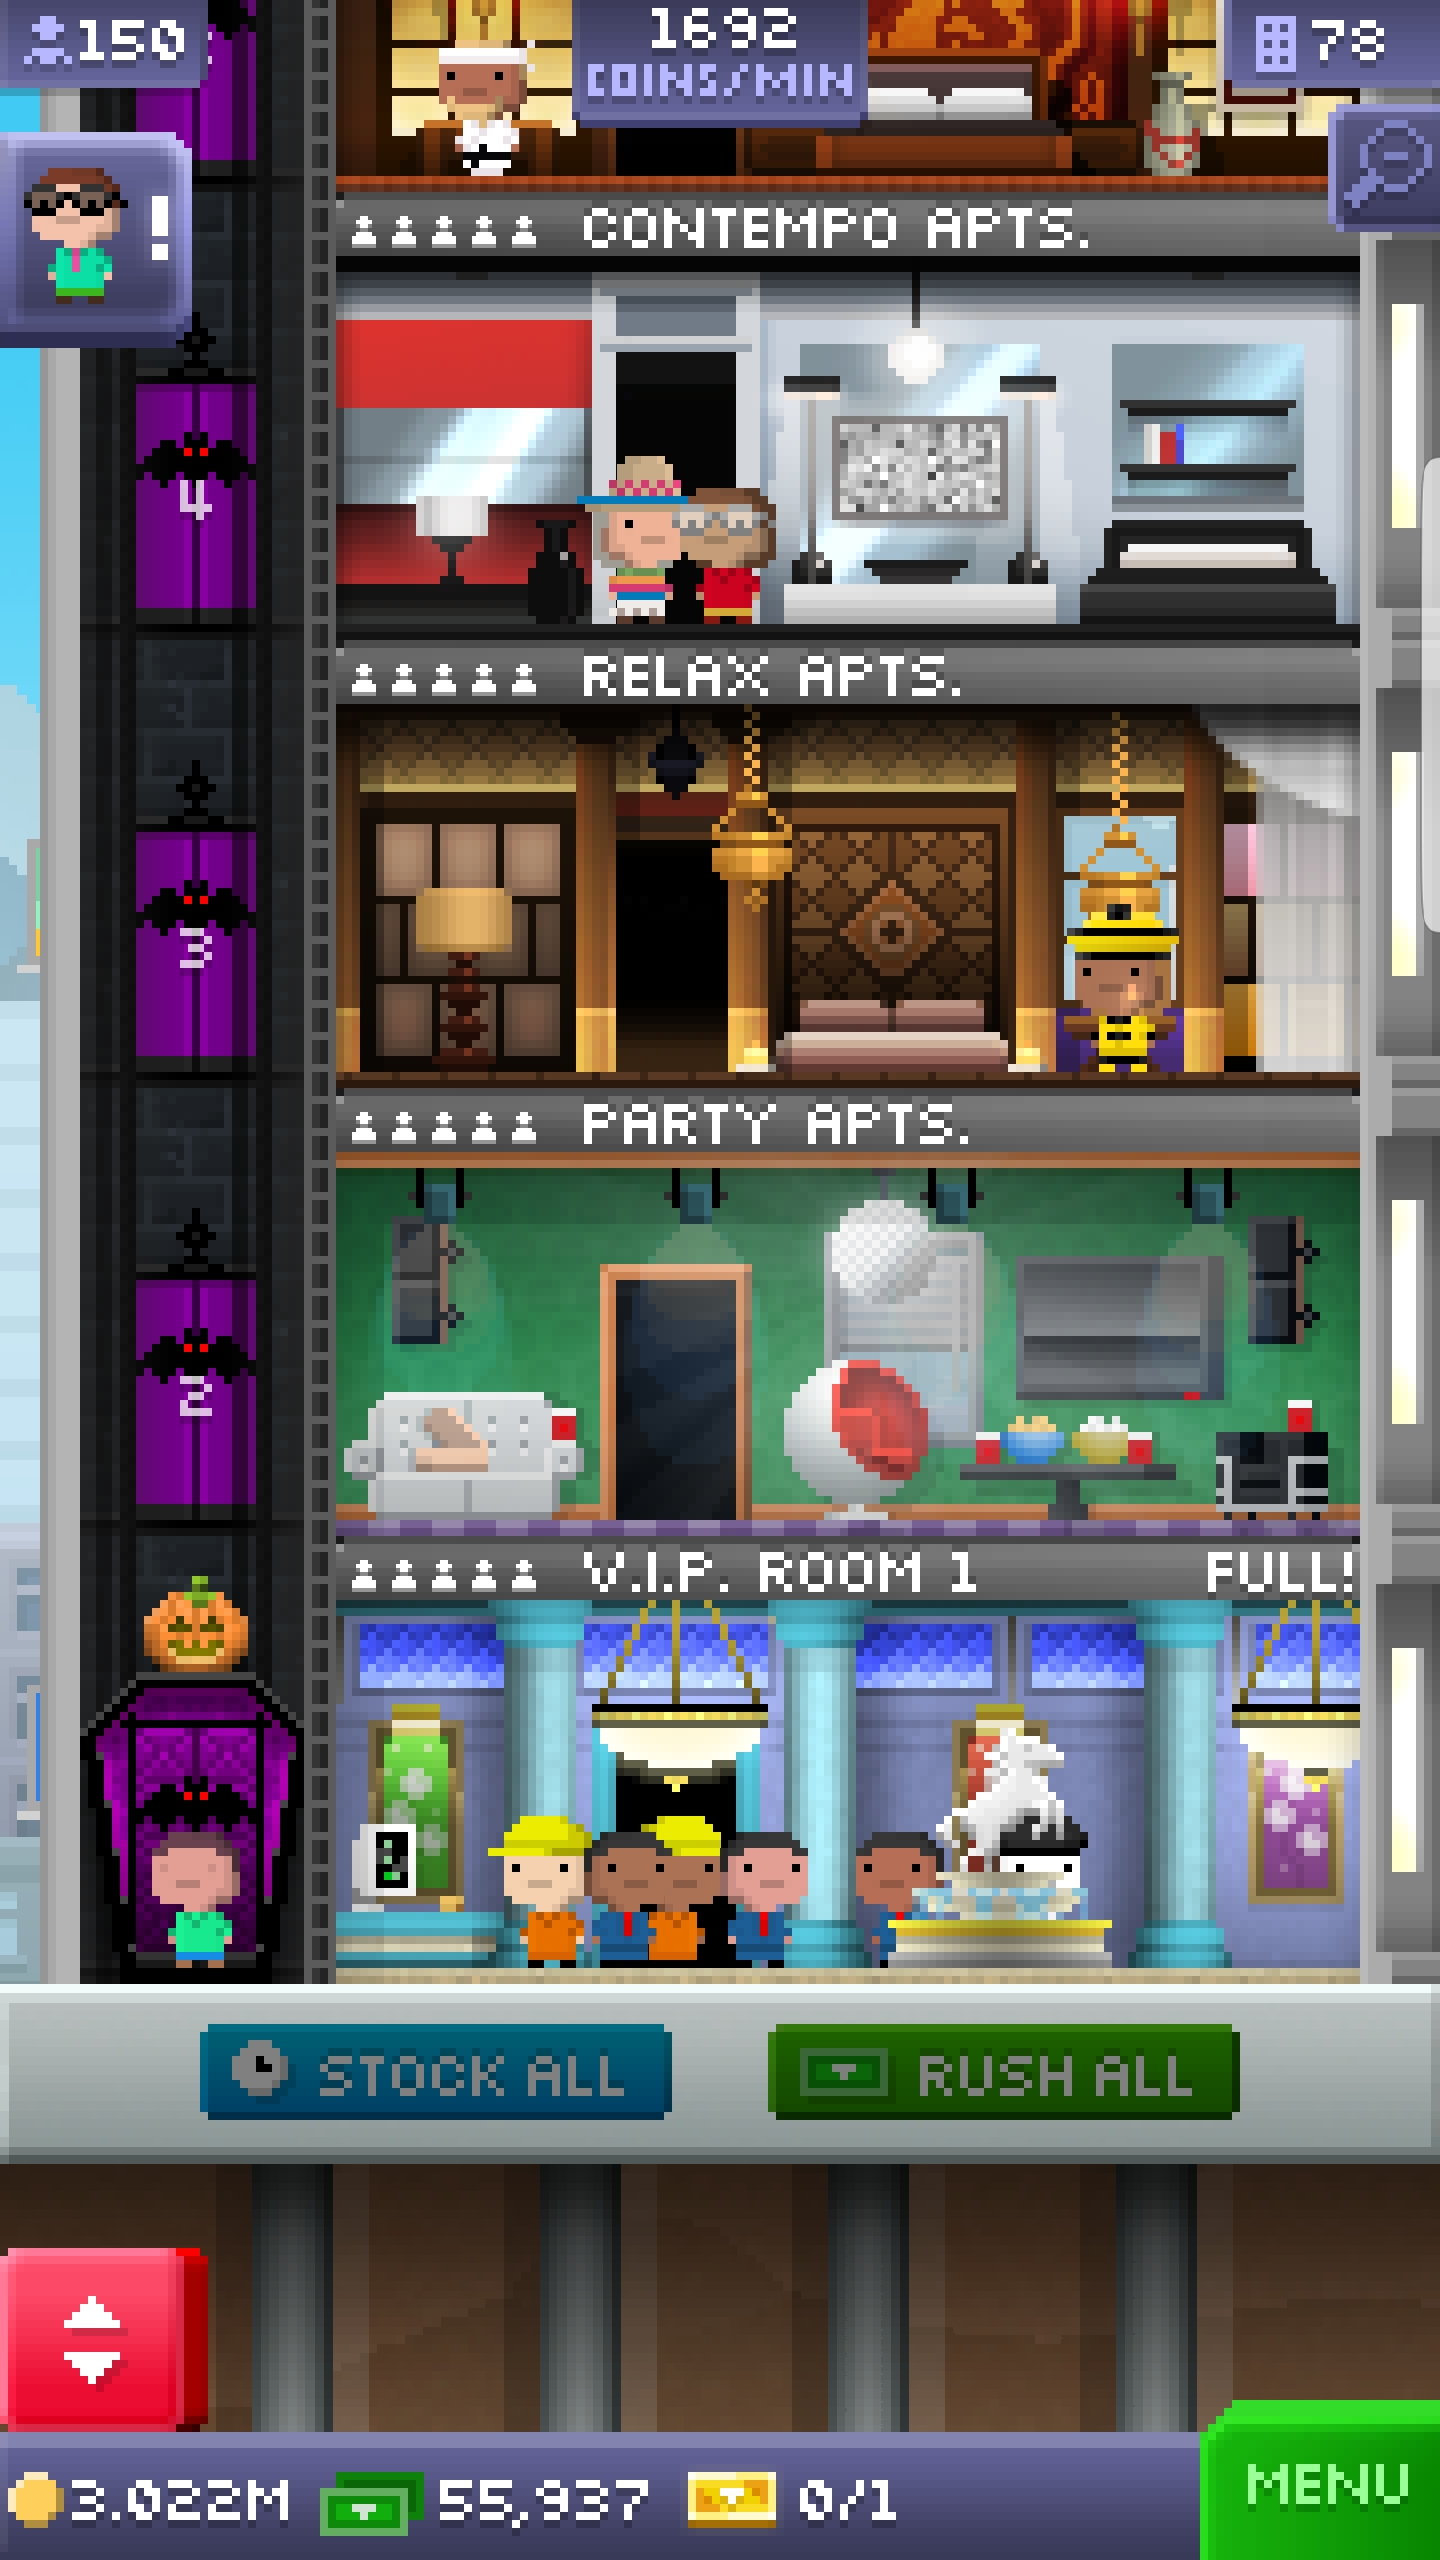 150
1692
COINS/MIN
78
!
CONTEMPO APTS.
4
RELAX APTS.
3
PARTY APTS.
2
V.I.P. ROOM 1 FULL!
STOCK ALL
RUSH ALL
3.022M 55,937 0/1
MENU